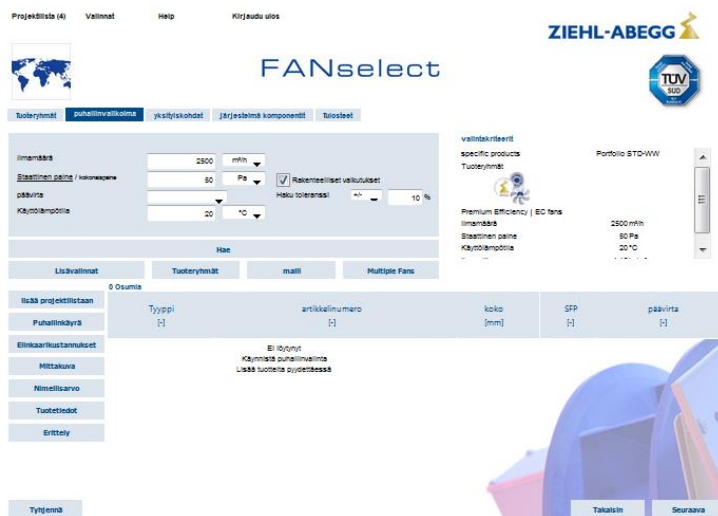 Projektilista (4) Valinnat Help Kirjaudu ulos
ZIEHL-ABEGG
FANselect
TÜV
SÜD
Tuoteryhmät puhallinvalikoima yksityiskohdat järjestelmä komponentit Tulosteet
valintakriteerit
specific products Portfolio STD-WW
Tuoteryhmät
Premium Efficiency | EC fans
Ilmamäärä 2500 m³/h
Staattinen paine 50 Pa
Käyttölämpötila 20 °C
Ilmamäärä 2500 m³/h
Staattinen paine / kokonaispaine 50 Pa Rakenteelliset vaikutukset
päävirta Haku toleranssi +/- 10 %
Käyttölämpötila 20 °C
Hae
Lisävalinnat Tuoteryhmät malli Multiple Fans
0 Osumia
lisää projektilistaan
Puhallinkäyrä
Elinkaarikustannukset
Mittakuva
Nimellisarvo
Tuotetiedot
Erittely
Tyyppi artikkelinumero koko SFP päävirta
[-] [-] [mm] [-] [-]
Ei löytynyt
Käynnistä puhallinvalinta
Lisää tuotteita pyydettäessä
Tyhjennä Takaisin Seuraava